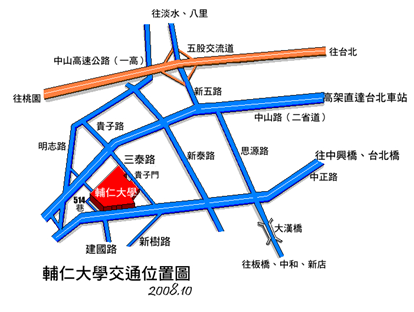 往淡水、八里
五股交流道
往台北
中山高速公路（一高）
往桃園
新五路
高架直達台北車站
中山路（二省道）
貴子路
明志路
三泰路
貴子門
新泰路
思源路
往中興橋、台北橋
中正路
輔仁大學
514
巷
建國路
新樹路
大漢橋
往板橋、中和、新店
輔仁大學交通位置圖
2008.10